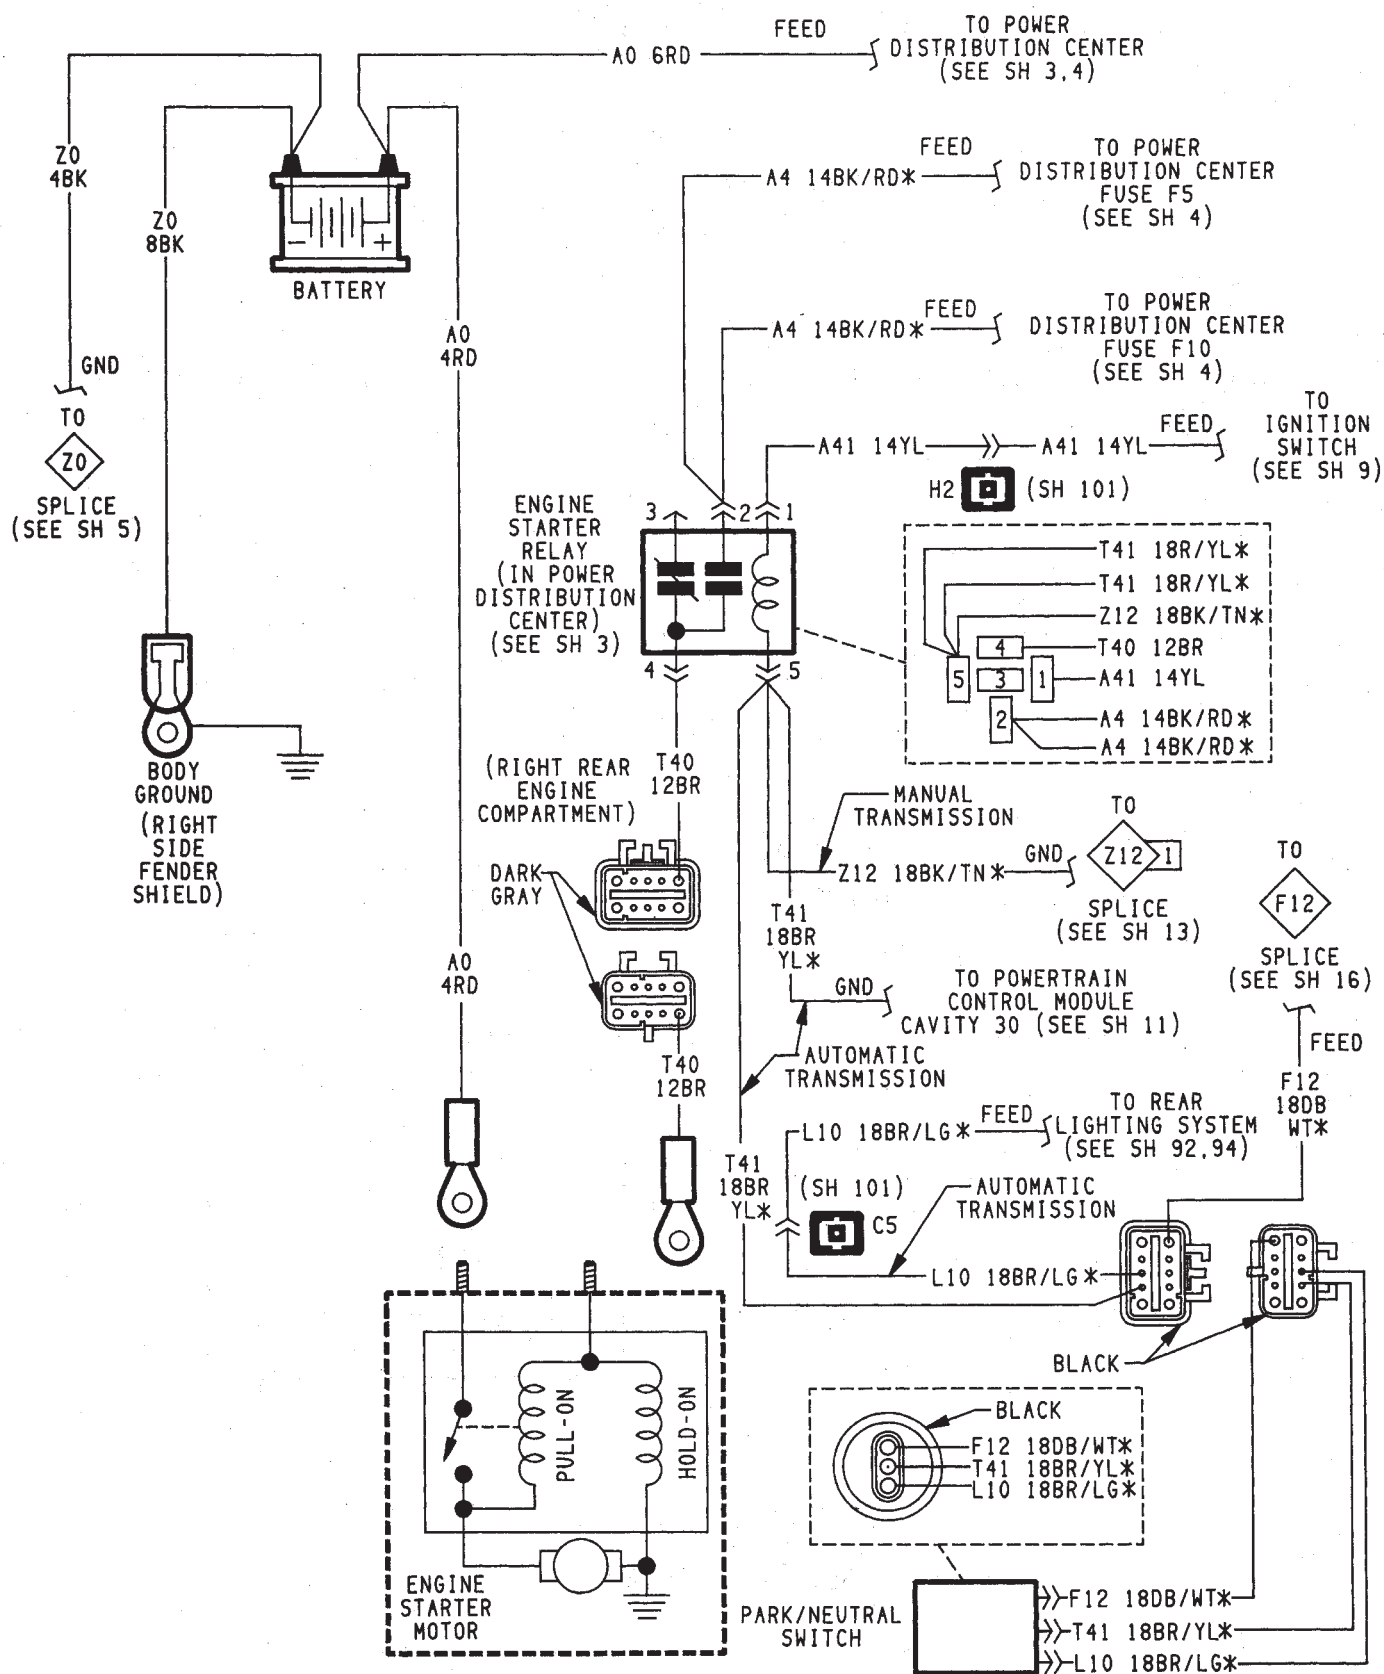 FEED
A0 6RD
TO POWER
DISTRIBUTION CENTER
(SEE SH 3,4)
Z0
4BK
Z0
8BK
- +
BATTERY
A0
4RD
GND
TO
Z0
SPLICE
(SEE SH 5)
FEED
A4 14BK/RD*
TO POWER
DISTRIBUTION CENTER
FUSE F5
(SEE SH 4)
FEED
A4 14BK/RD*
TO POWER
DISTRIBUTION CENTER
FUSE F10
(SEE SH 4)
A41 14YL
A41 14YL
FEED
TO
IGNITION
SWITCH
(SEE SH 9)
H2
(SH 101)
ENGINE
STARTER
RELAY
(IN POWER
DISTRIBUTION
CENTER)
(SEE SH 3)
3
2
1
4
5
T41 18R/YL*
T41 18R/YL*
Z12 18BK/TN*
4
T40 12BR
5
3
1
A41 14YL
2
A4 14BK/RD*
A4 14BK/RD*
BODY
GROUND
(RIGHT
SIDE
FENDER
SHIELD)
T40
12BR
(RIGHT REAR
ENGINE
COMPARTMENT)
DARK
GRAY
A0
4RD
T40
12BR
MANUAL
TRANSMISSION
Z12 18BK/TN*
GND
TO
Z12
1
SPLICE
(SEE SH 13)
T41
18BR
YL*
GND
TO POWERTRAIN
CONTROL MODULE
CAVITY 30 (SEE SH 11)
AUTOMATIC
TRANSMISSION
TO
F12
SPLICE
(SEE SH 16)
FEED
F12
18DB
WT*
L10 18BR/LG*
FEED
TO REAR
LIGHTING SYSTEM
(SEE SH 92,94)
T41
18BR
YL*
(SH 101)
C5
AUTOMATIC
TRANSMISSION
L10 18BR/LG*
BLACK
PULL-ON
HOLD-ON
ENGINE
STARTER
MOTOR
BLACK
F12 18DB/WT*
T41 18BR/YL*
L10 18BR/LG*
PARK/NEUTRAL
SWITCH
F12 18DB/WT*
T41 18BR/YL*
L10 18BR/LG*